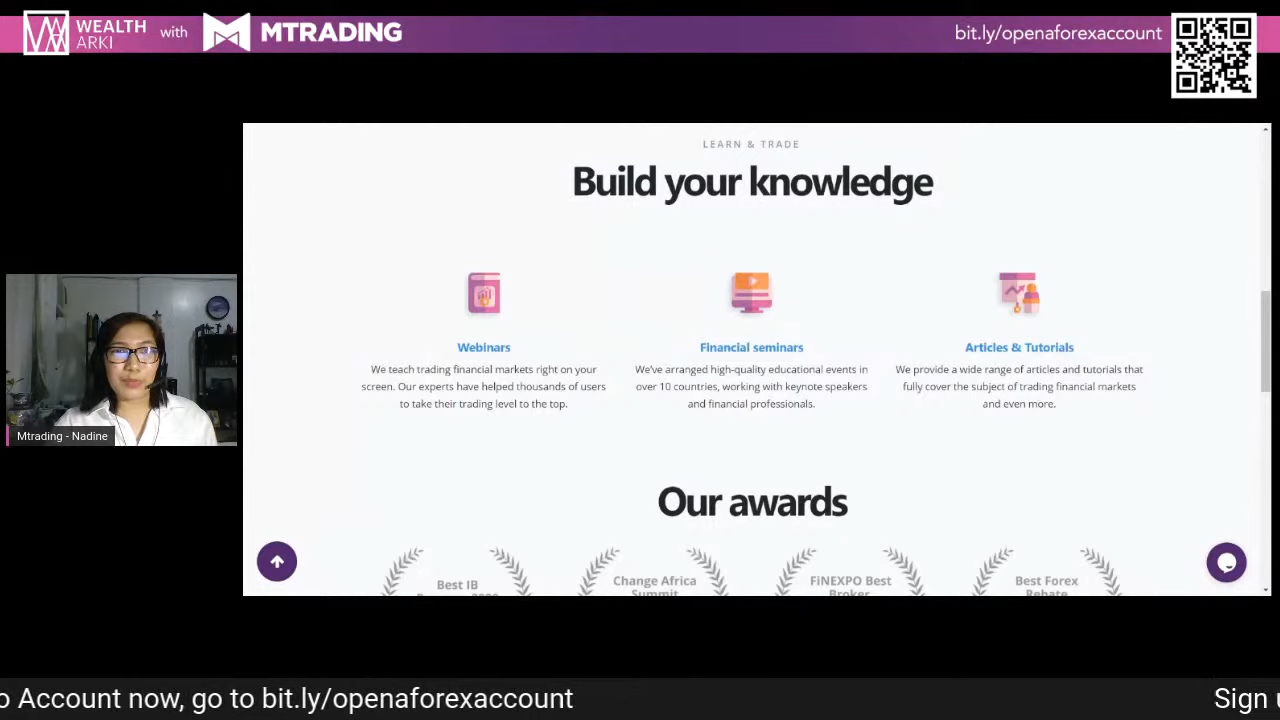 WEALTH
ARKI
with
MTRADING
bit.ly/openaforexaccount
LEARN & TRADE
Build your knowledge
Webinars
We teach trading financial markets right on your
screen. Our experts have helped thousands of users
to take their trading level to the top.
Financial seminars
We've arranged high-quality educational events in
over 10 countries, working with keynote speakers
and financial professionals.
Articles & Tutorials
We provide a wide range of articles and tutorials that
fully cover the subject of trading financial markets
and even more.
Our awards
Best IB
Change Africa
Summit
FiNEXPO Best
Broker
Best Forex
Rebate
Mtrading - Nadine
o Account now, go to bit.ly/openaforexaccount
Sign